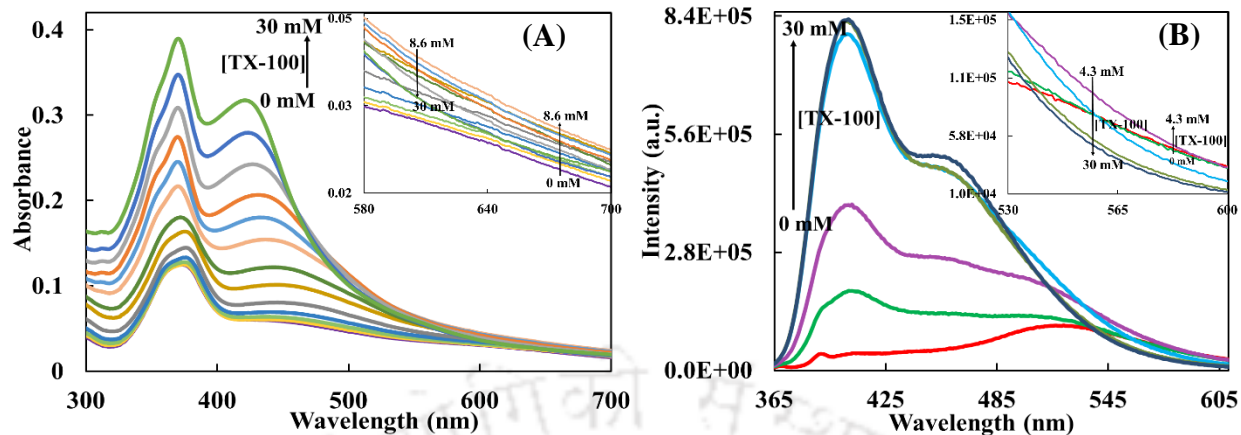 (A)
0.4
0.3
0.2
0.1
0
Absorbance
30 mM
[TX-100]
0 mM
0.05
0.03
0.02
8.6 mM
30 mM
8.6 mM
0 mM
580
640
700
300
400
500
600
700
Wavelength (nm)
(B)
8.4E+05
5.6E+05
2.8E+05
0.0E+00
Intensity (a.u.)
30 mM
[TX-100]
0 mM
1.5E+04
1.1E+04
5.8E+04
1.0E+04
4.3 mM
[TX-100]
30 mM
4.3 mM
[TX-100]
0 mM
530
565
600
365
425
485
545
605
Wavelength (nm)